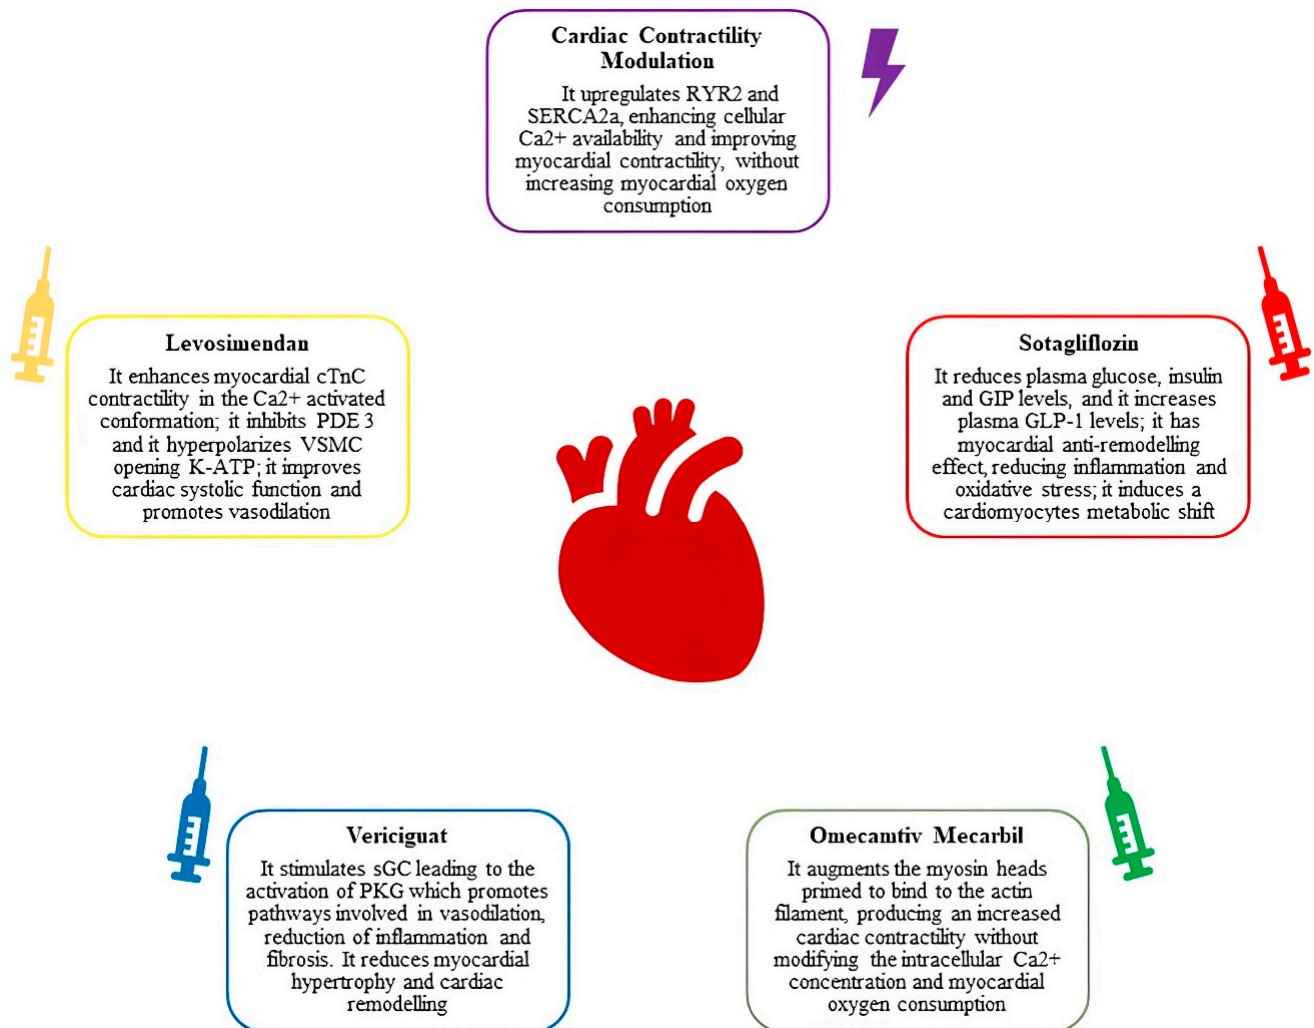 Cardiac Contractility
Modulation
It upregulates RYR2 and
SERCA2a, enhancing cellular
Ca2+ availability and improving
myocardial contractility, without
increasing myocardial oxygen
consumption
Levosimendan
It enhances myocardial cTnC
contractility in the Ca2+ activated
conformation; it inhibits PDE 3
and it hyperpolarizes VSMC
opening K-ATP; it improves
cardiac systolic function and
promotes vasodilation
Sotagliflozin
It reduces plasma glucose, insulin
and GIP levels, and it increases
plasma GLP-1 levels; it has
myocardial anti-remodelling
effect, reducing inflammation and
oxidative stress; it induces a
cardiomyocytes metabolic shift
Vericiguat
It stimulates sGC leading to the
activation of PKG which promotes
pathways involved in vasodilation,
reduction of inflammation and
fibrosis. It reduces myocardial
hypertrophy and cardiac
remodelling
Omecamtiv Mecarbil
It augments the myosin heads
primed to bind to the actin
filament, producing an increased
cardiac contractility without
modifying the intracellular Ca2+
concentration and myocardial
oxygen consumption